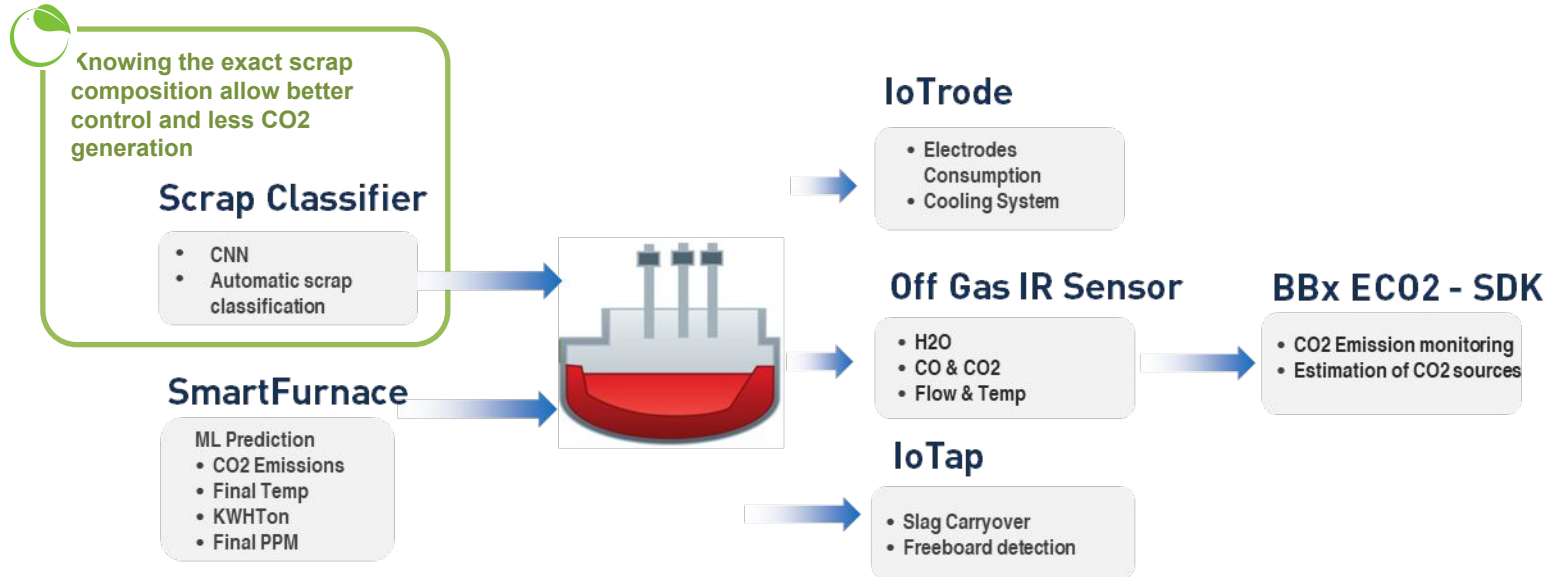 Knowing the exact scrap
composition allow better
control and less CO2
generation
Scrap Classifier
• CNN
• Automatic scrap
classification
SmartFurnace
ML Prediction
• CO2 Emissions
• Final Temp
• KWHTon
• Final PPM
IoTrode
• Electrodes
Consumption
• Cooling System
Off Gas IR Sensor
• H2O
• CO & CO2
• Flow & Temp
IoTap
• Slag Carryover
• Freeboard detection
BBx ECO2 - SDK
• CO2 Emission monitoring
• Estimation of CO2 sources